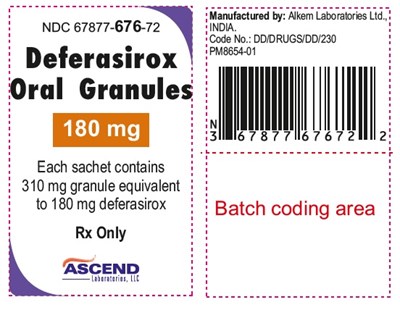 NDC 67877-676-72
Deferasirox
Oral Granules
180 mg
Each sachet contains
310 mg granule equivalent
to 180 mg deferasirox
Rx Only
ASCEND
Laboratories, LLC
Manufactured by: Alkem Laboratories Ltd.,
INDIA.
Code No.: DD/DRUGS/DD/230
PM8654-01
N
3 67877 67672 2
Batch coding area